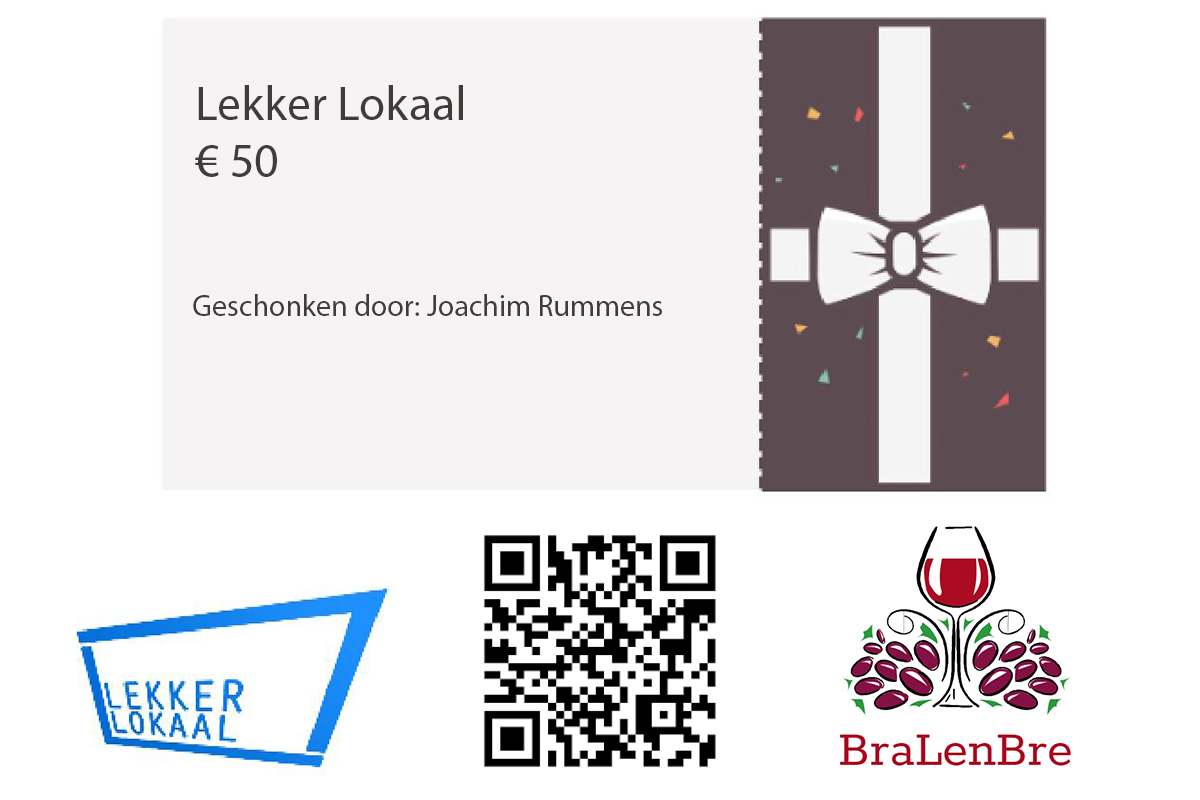 Lekker Lokaal
€ 50
Geschonken door: Joachim Rummens
LEKKER
LOKAAL
BraLenBre